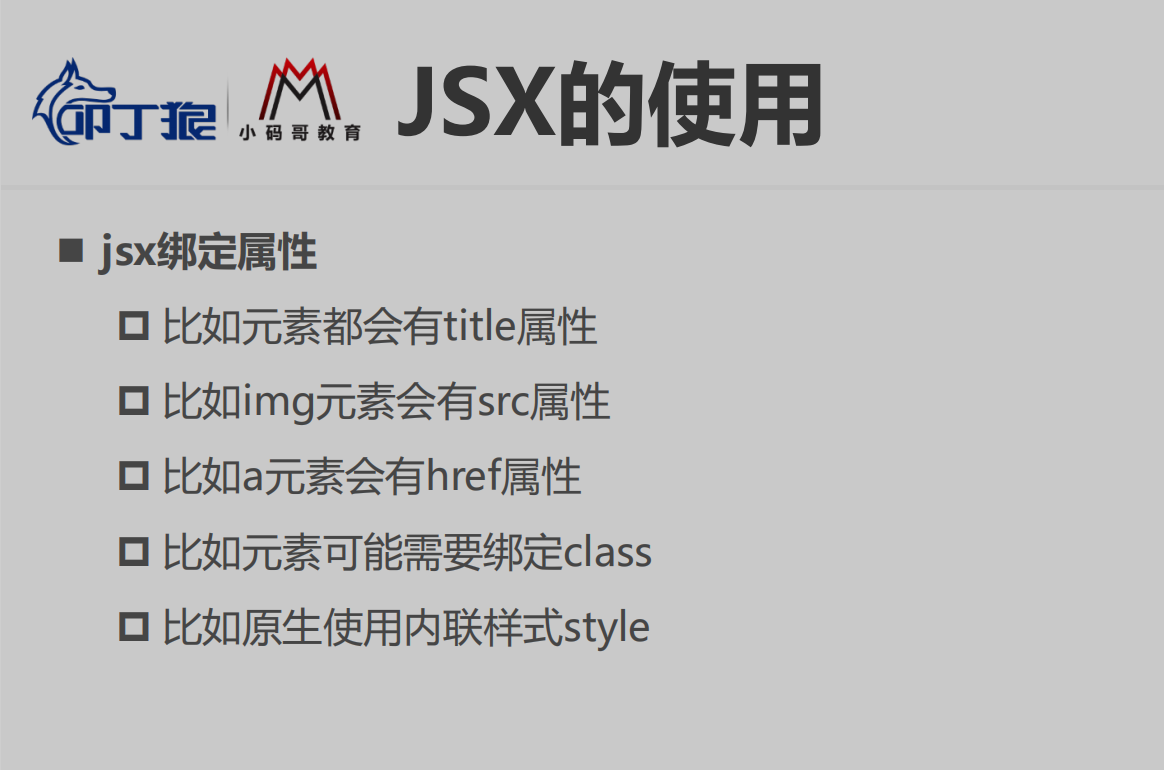 叩丁狼
小码哥教育
JSX的使用
jsx绑定属性
比如元素都会有title属性
比如img元素会有src属性
比如a元素会有href属性
比如元素可能需要绑定class
比如原生使用内联样式style